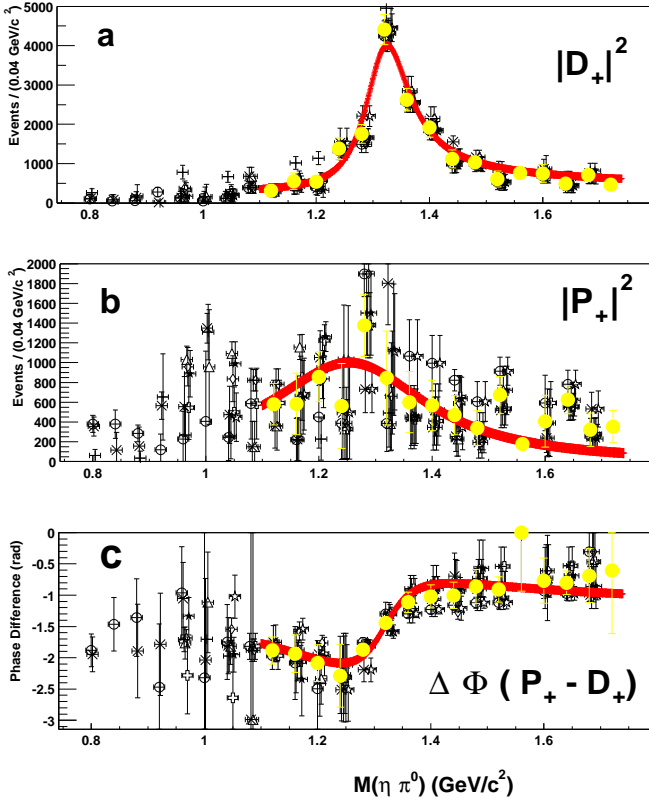 5000
4000
3000
2000
1000
0
Events / (0.04 GeV/c²)
a
|D₊|²
0.8 1 1.2 1.4 1.6
2000
1800
1600
1400
1200
1000
800
600
400
200
0
Events / (0.04 GeV/c²)
b
|P₊|²
0.8 1 1.2 1.4 1.6
0
-0.5
-1
-1.5
-2
-2.5
-3
Phase Difference (rad)
c
Δ Φ ( P₊ - D₊)
0.8 1 1.2 1.4 1.6
M(η π⁰) (GeV/c²)